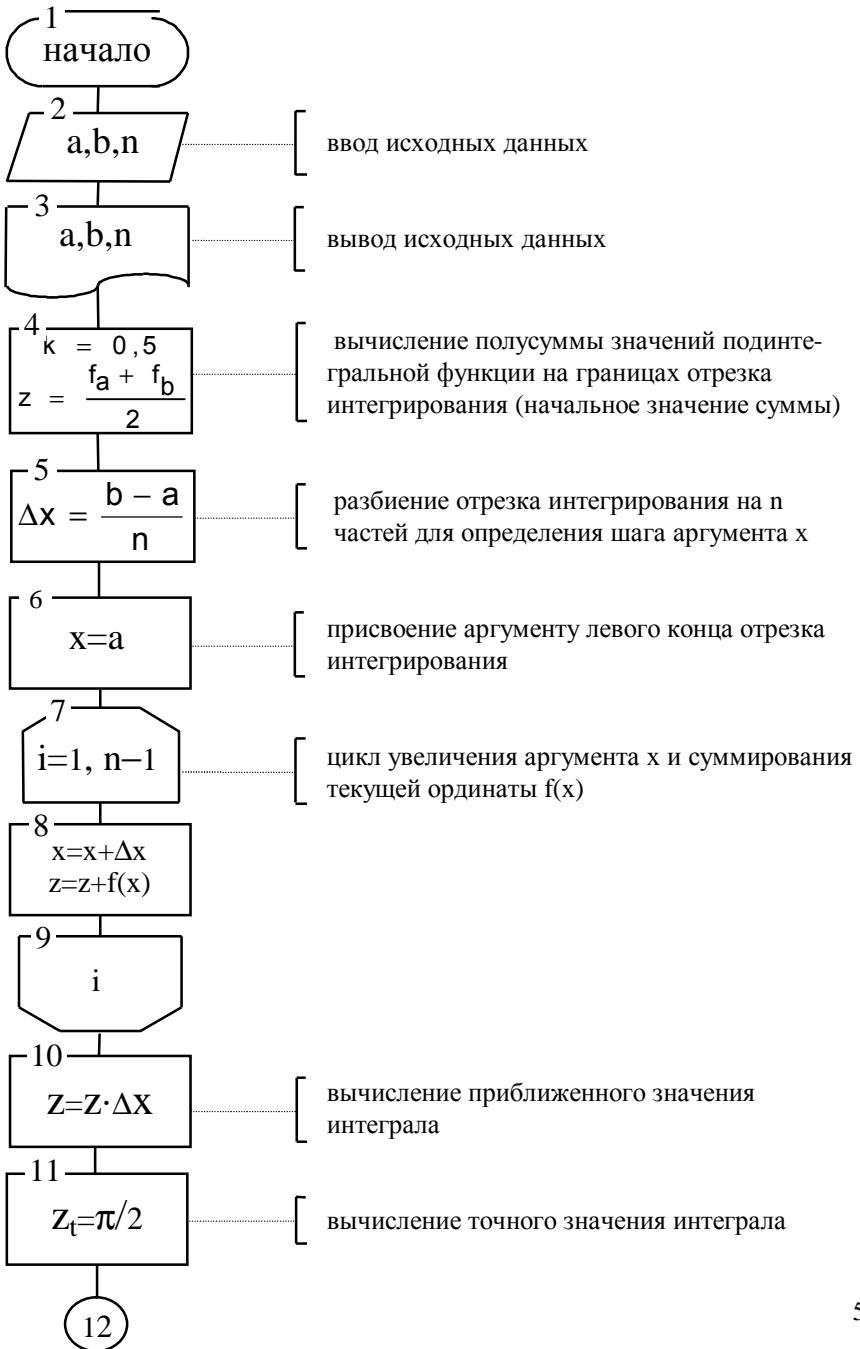 1
начало
2
a,b,n
ввод исходных данных
3
a,b,n
вывод исходных данных
4
к = 0,5
z = (f_a + f_b)/2
вычисление полусуммы значений подинте-
гральной функции на границах отрезка
интегрирования (начальное значение суммы)
5
Δx = (b − a)/n
разбиение отрезка интегрирования на n
частей для определения шага аргумента x
6
x=a
присвоение аргументу левого конца отрезка
интегрирования
7
i=1, n−1
цикл увеличения аргумента x и суммирования
текущей ординаты f(x)
8
x=x+Δx
z=z+f(x)
9
i
10
z=z·Δx
вычисление приближенного значения
интеграла
11
z_t=π/2
вычисление точного значения интеграла
12
5